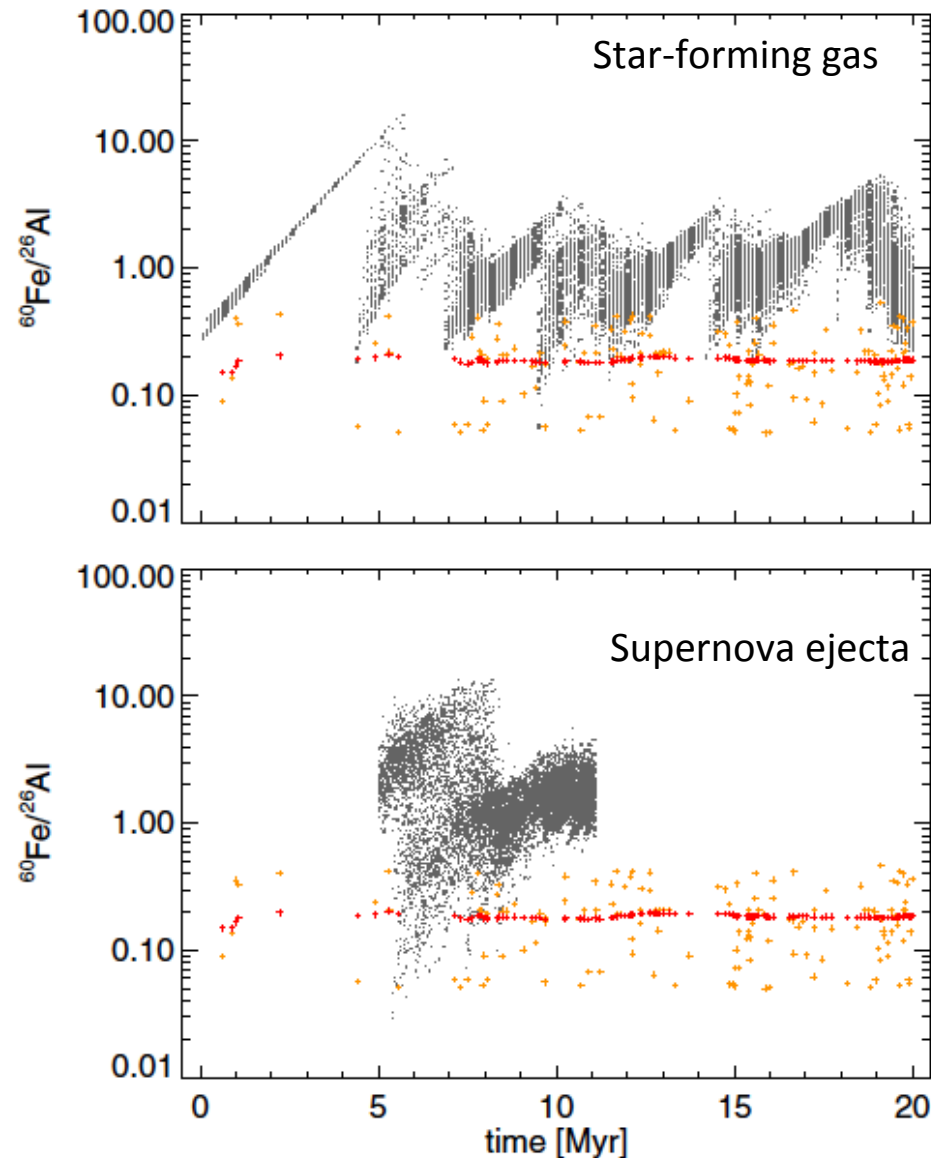 100.00
Star-forming gas
10.00
1.00
0.10
0.01
⁶⁰Fe/²⁶Al
100.00
Supernova ejecta
10.00
1.00
0.10
0.01
⁶⁰Fe/²⁶Al
0 5 10 15 20
time [Myr]